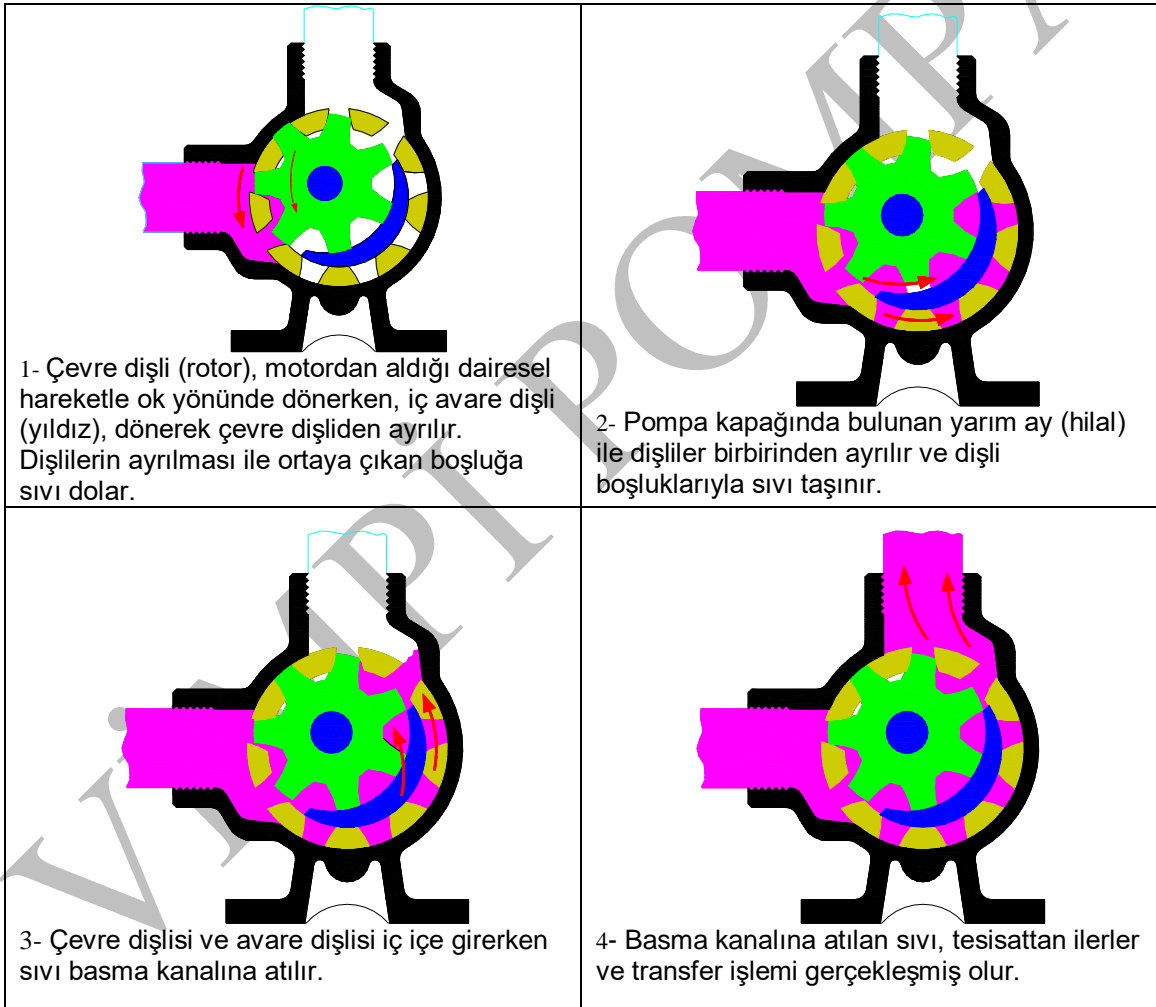 1- Çevre dişli (rotor), motordan aldığı dairesel
hareketle ok yönünde dönerken, iç avare dişli
(yıldız), dönerek çevre dişliden ayrılır.
Dişlilerin ayrılması ile ortaya çıkan boşluğa
sıvı dolar.
2- Pompa kapağında bulunan yarım ay (hilal)
ile dişliler birbirinden ayrılır ve dişli
boşluklarıyla sıvı taşınır.
3- Çevre dişlisi ve avare dişlisi iç içe girerken
sıvı basma kanalına atılır.
4- Basma kanalına atılan sıvı, tesisattan ilerler
ve transfer işlemi gerçekleşmiş olur.
VİMPİ POMPA